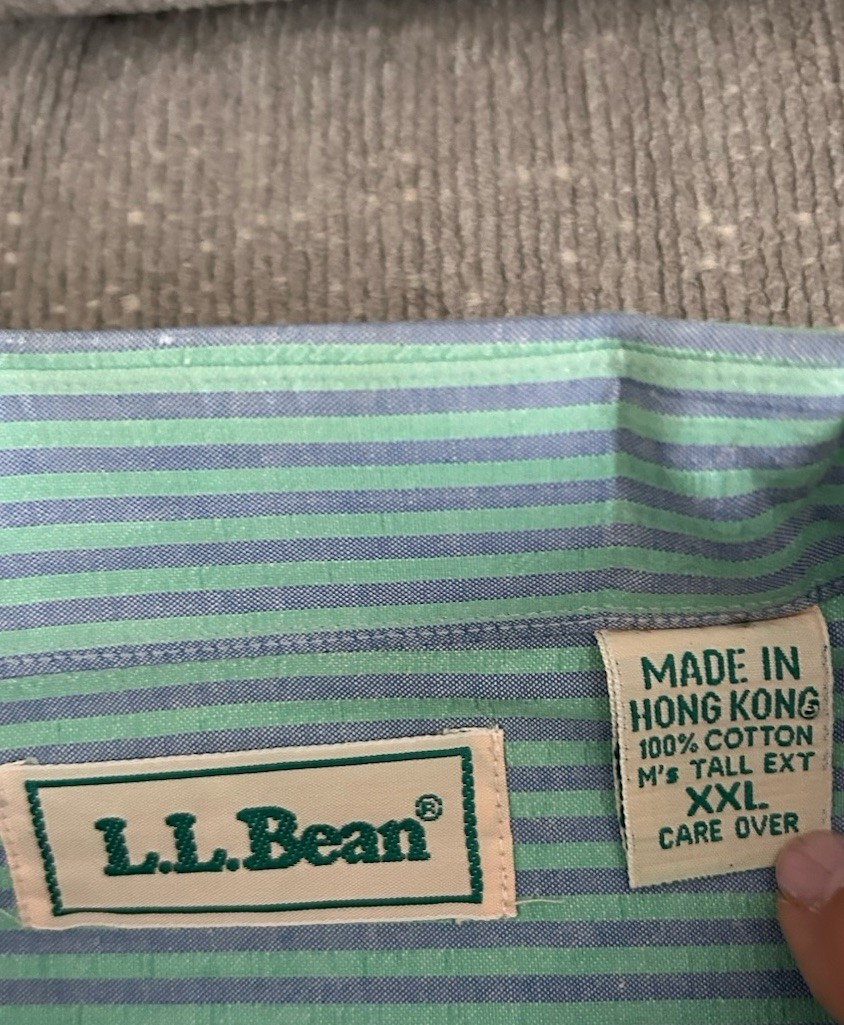 L.L.Bean®
MADE IN
HONG KONG
100% COTTON
M's TALL EXT
XXL
CARE OVER